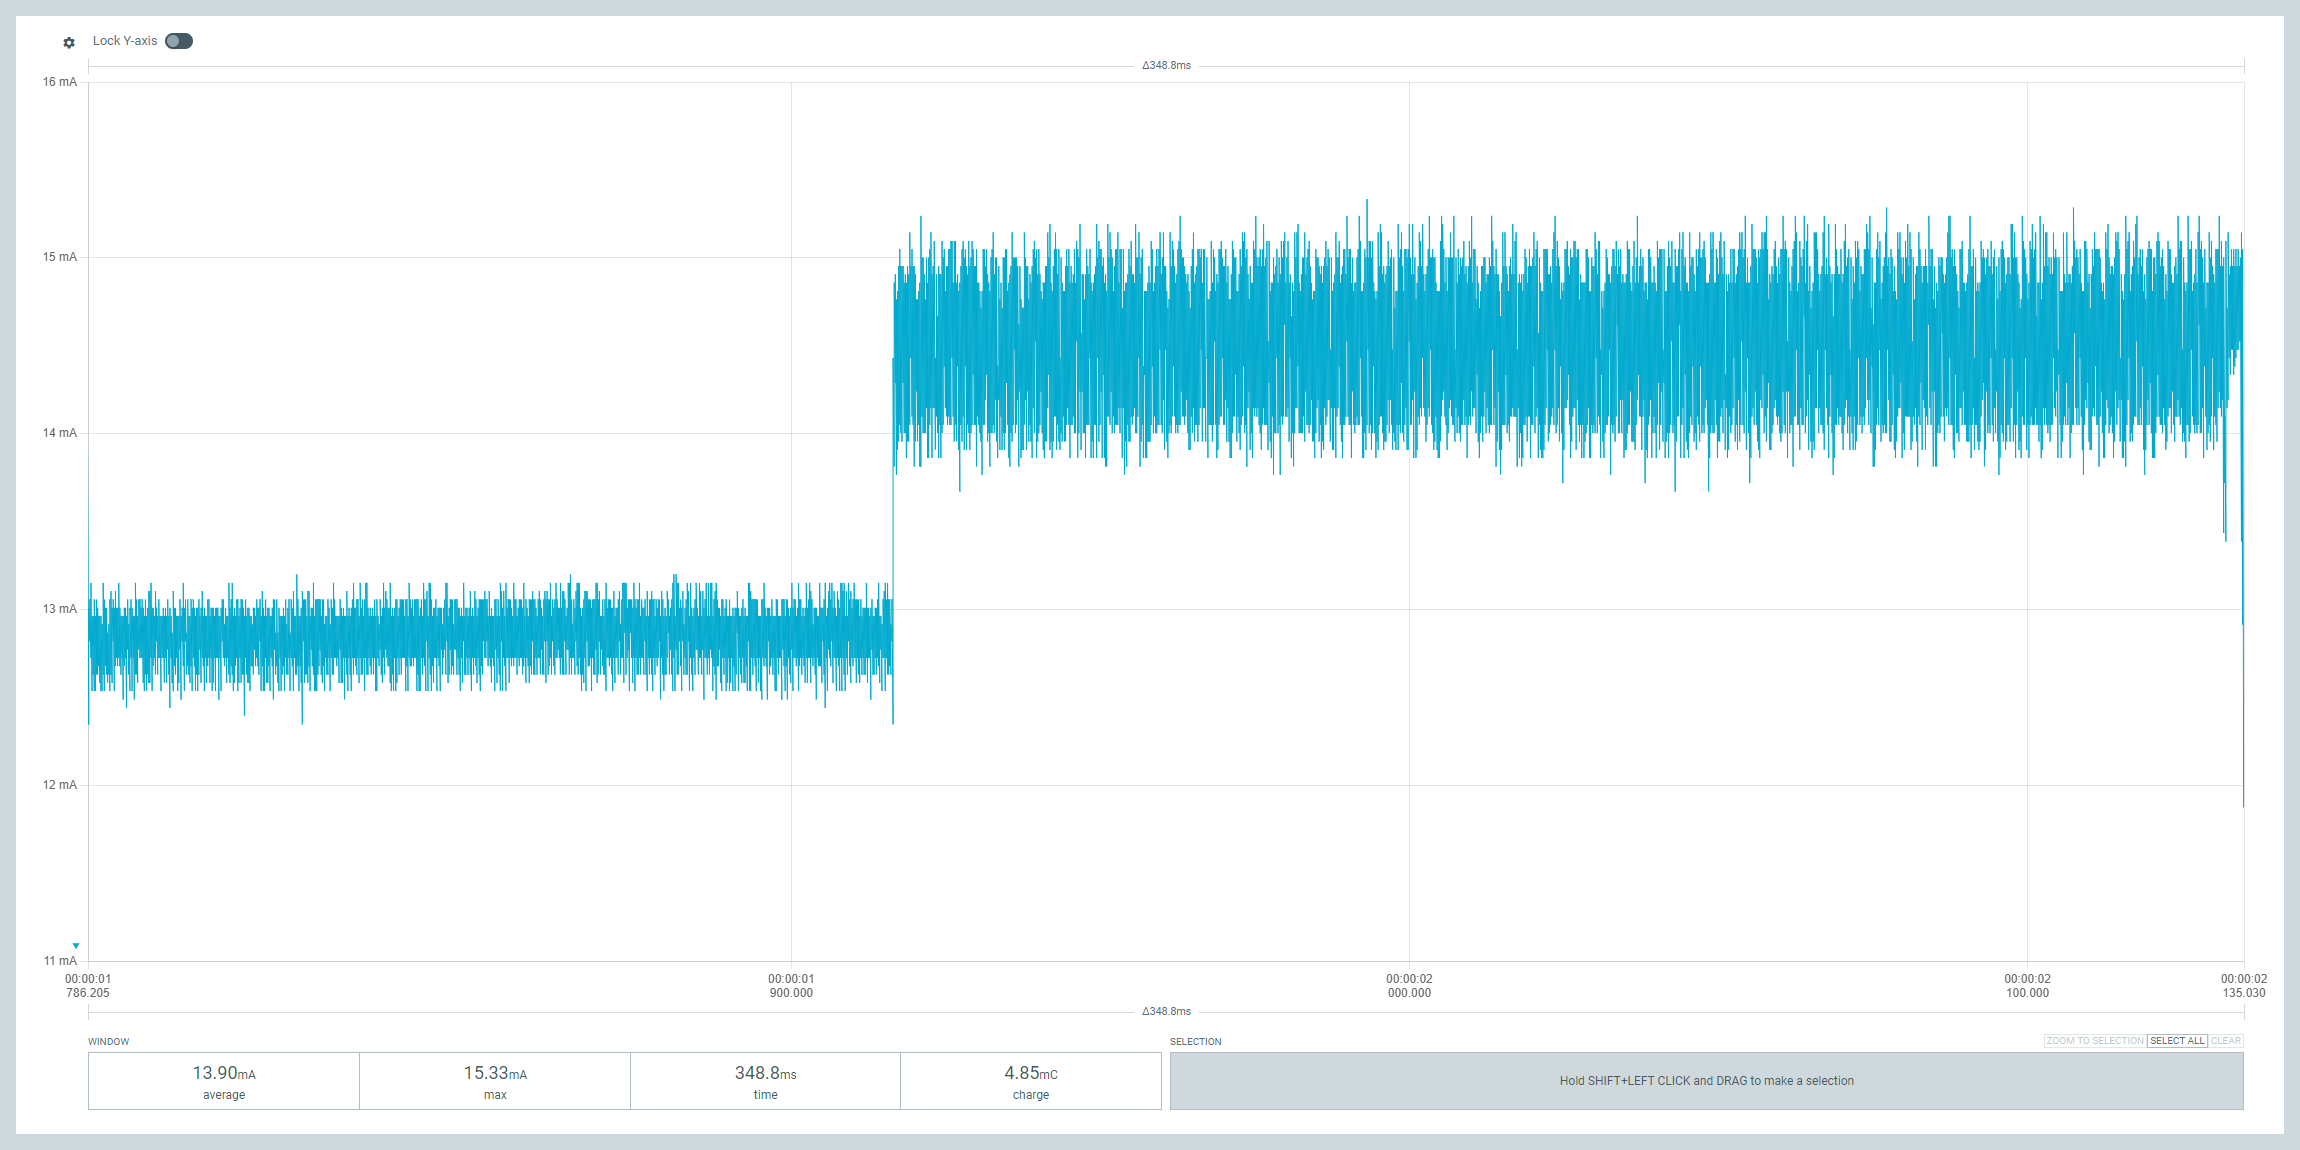 Lock Y-axis
Δ348.8ms
16 mA
15 mA
14 mA
13 mA
12 mA
11 mA
00:00:01 00:00:01 00:00:02 00:00:02 00:00:02
786.205 900.000 000.000 100.000 135.030
Δ348.8ms
WINDOW SELECTION ZOOM TO SELECTION SELECT ALL CLEAR
13.90mA 15.33mA 348.8ms 4.85mC
average max time charge
Hold SHIFT+LEFT CLICK and DRAG to make a selection